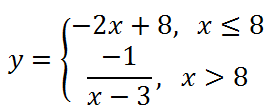 y = { −2x + 8, x ≤ 8
−1 / (x − 3), x > 8